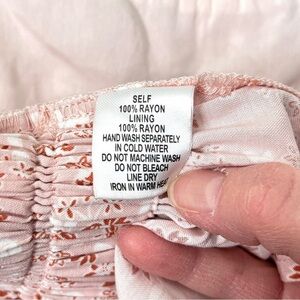 SELF
100% RAYON
LINING
100% RAYON
HAND WASH SEPARATELY
IN COLD WATER
DO NOT MACHINE WASH
DO NOT BLEACH
LINE DRY
IRON IN WARM HEAT